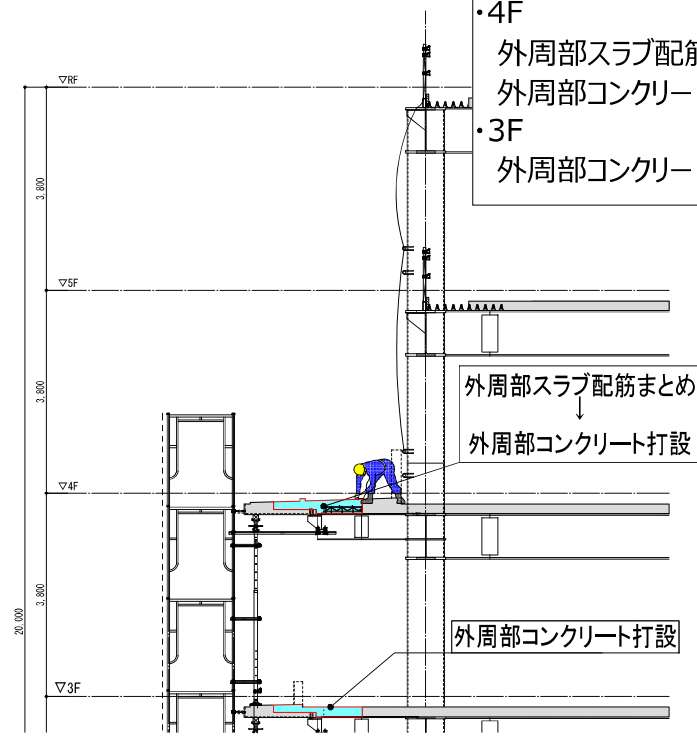 ・4F
外周部スラブ配筋
外周部コンクリー
・3F
外周部コンクリー
▽RF
3.800
▽5F
3.800
外周部スラブ配筋まとめ
↓
外周部コンクリート打設
▽4F
3.800
20.000
外周部コンクリート打設
▽3F